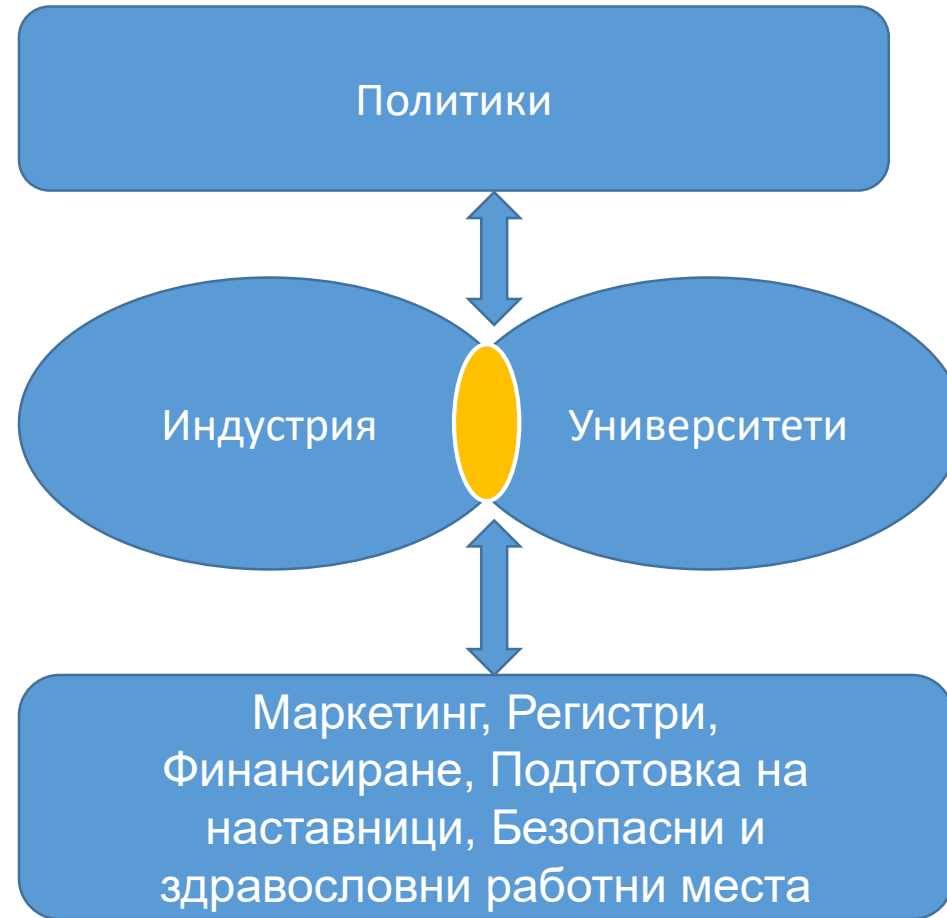 Политики
Индустрия
Университети
Маркетинг, Регистри,
Финансиране, Подготовка на
наставници, Безопасни и
здравословни работни места